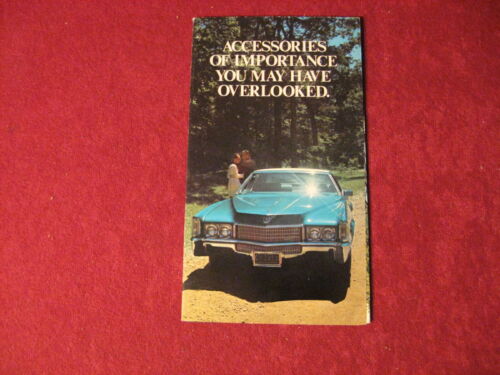 ACCESSORIES
OF IMPORTANCE
YOU MAY HAVE
OVERLOOKED.